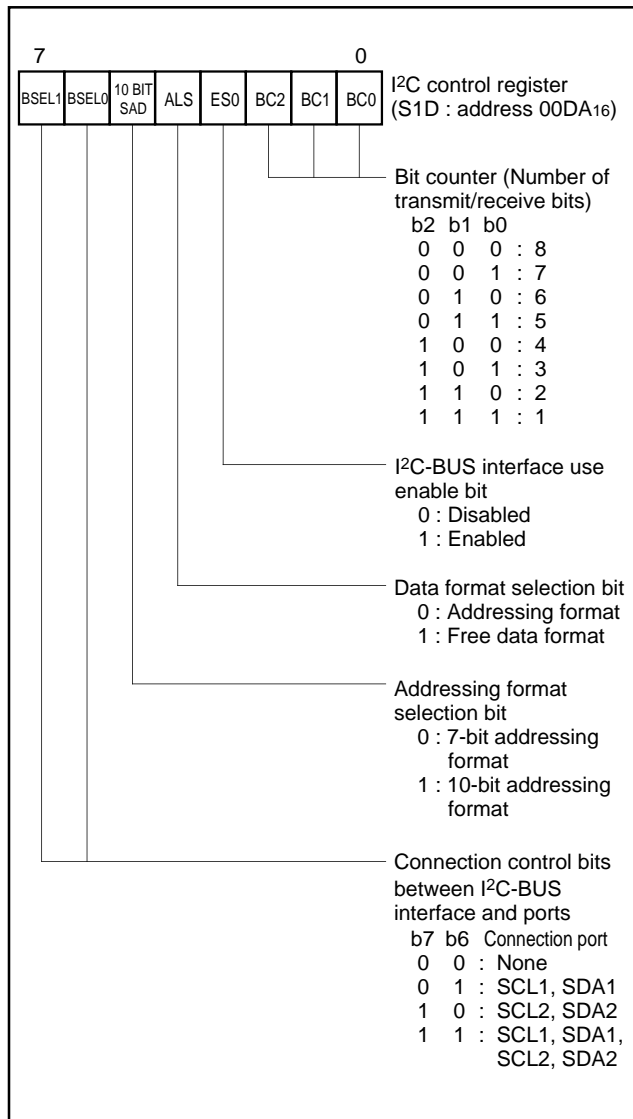 7 0
BSEL1 BSEL0 10 BIT SAD ALS ES0 BC2 BC1 BC0
I2C control register
(S1D : address 00DA16)
Bit counter (Number of
transmit/receive bits)
b2 b1 b0
0 0 0 : 8
0 0 1 : 7
0 1 0 : 6
0 1 1 : 5
1 0 0 : 4
1 0 1 : 3
1 1 0 : 2
1 1 1 : 1
I2C-BUS interface use
enable bit
0 : Disabled
1 : Enabled
Data format selection bit
0 : Addressing format
1 : Free data format
Addressing format
selection bit
0 : 7-bit addressing
format
1 : 10-bit addressing
format
Connection control bits
between I2C-BUS
interface and ports
b7 b6 Connection port
0 0 : None
0 1 : SCL1, SDA1
1 0 : SCL2, SDA2
1 1 : SCL1, SDA1,
SCL2, SDA2